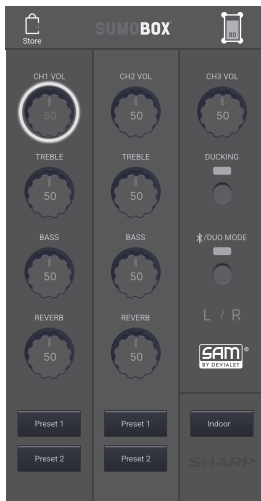 SUMOBOX
80
Store
CH1 VOL
CH2 VOL
CH3 VOL
50
50
50
TREBLE
TREBLE
DUCKING
50
50
BASS
BASS
/DUO MODE
50
50
REVERB
REVERB
L / R
50
50
SAM®
BY DEVIALET
Preset 1
Preset 1
Indoor
Preset 2
Preset 2
SHARP